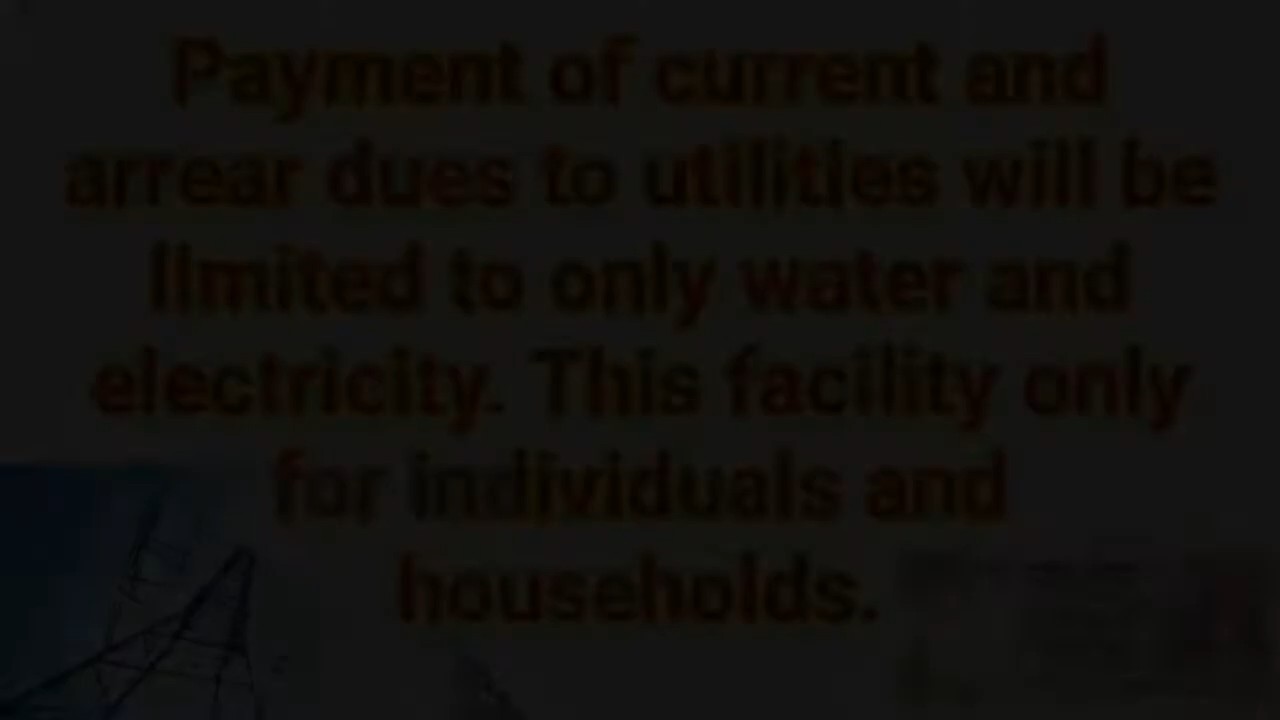 Payment of current and
arrear dues to utilities will be
limited to only water and
electricity. This facility only
for individuals and
households.